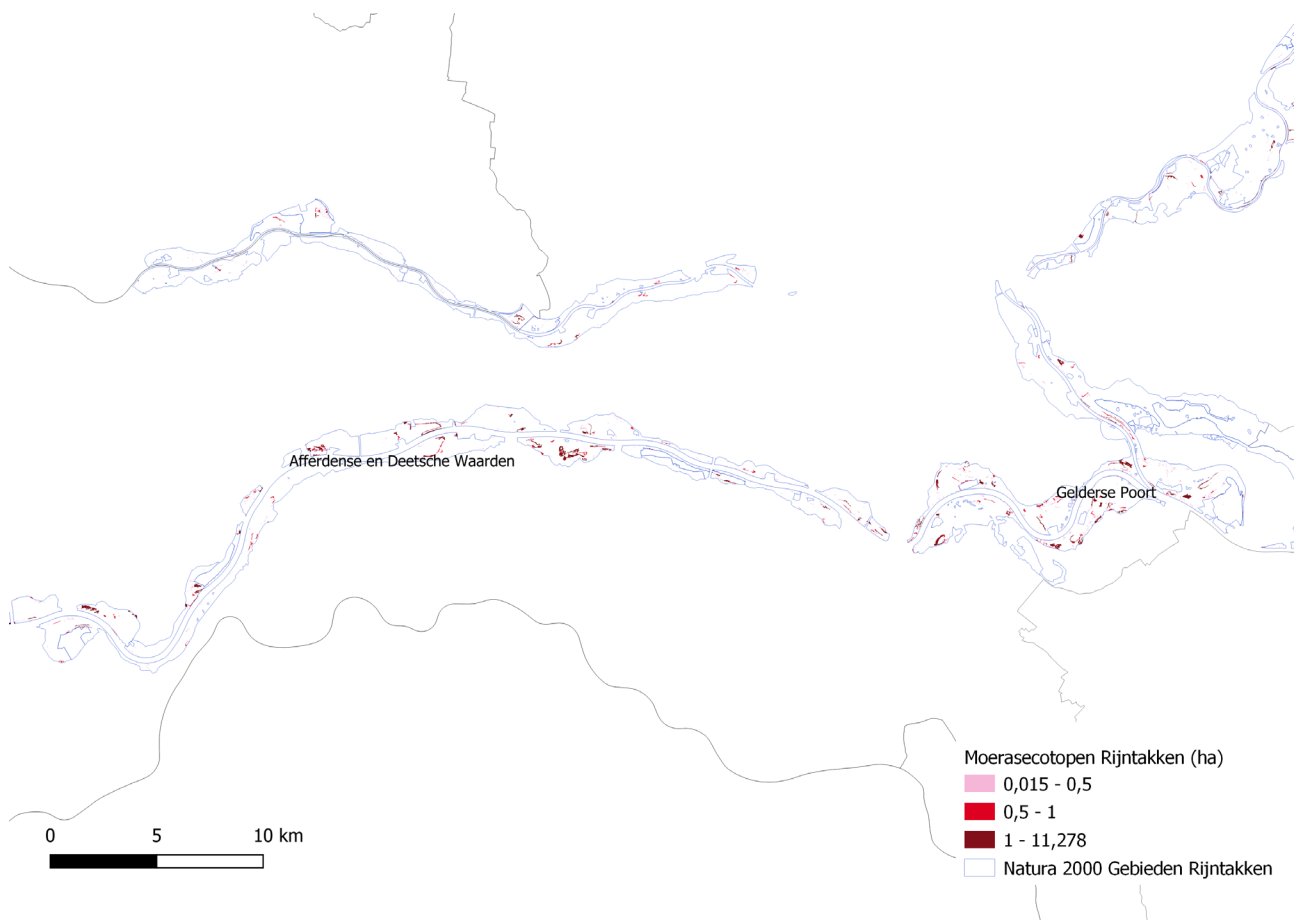 Afferdense en Deetsche Waarden
Gelderse Poort
Moerasecotopen Rijntakken (ha)
0,015 - 0,5
0,5 - 1
1 - 11,278
Natura 2000 Gebieden Rijntakken
0 5 10 km